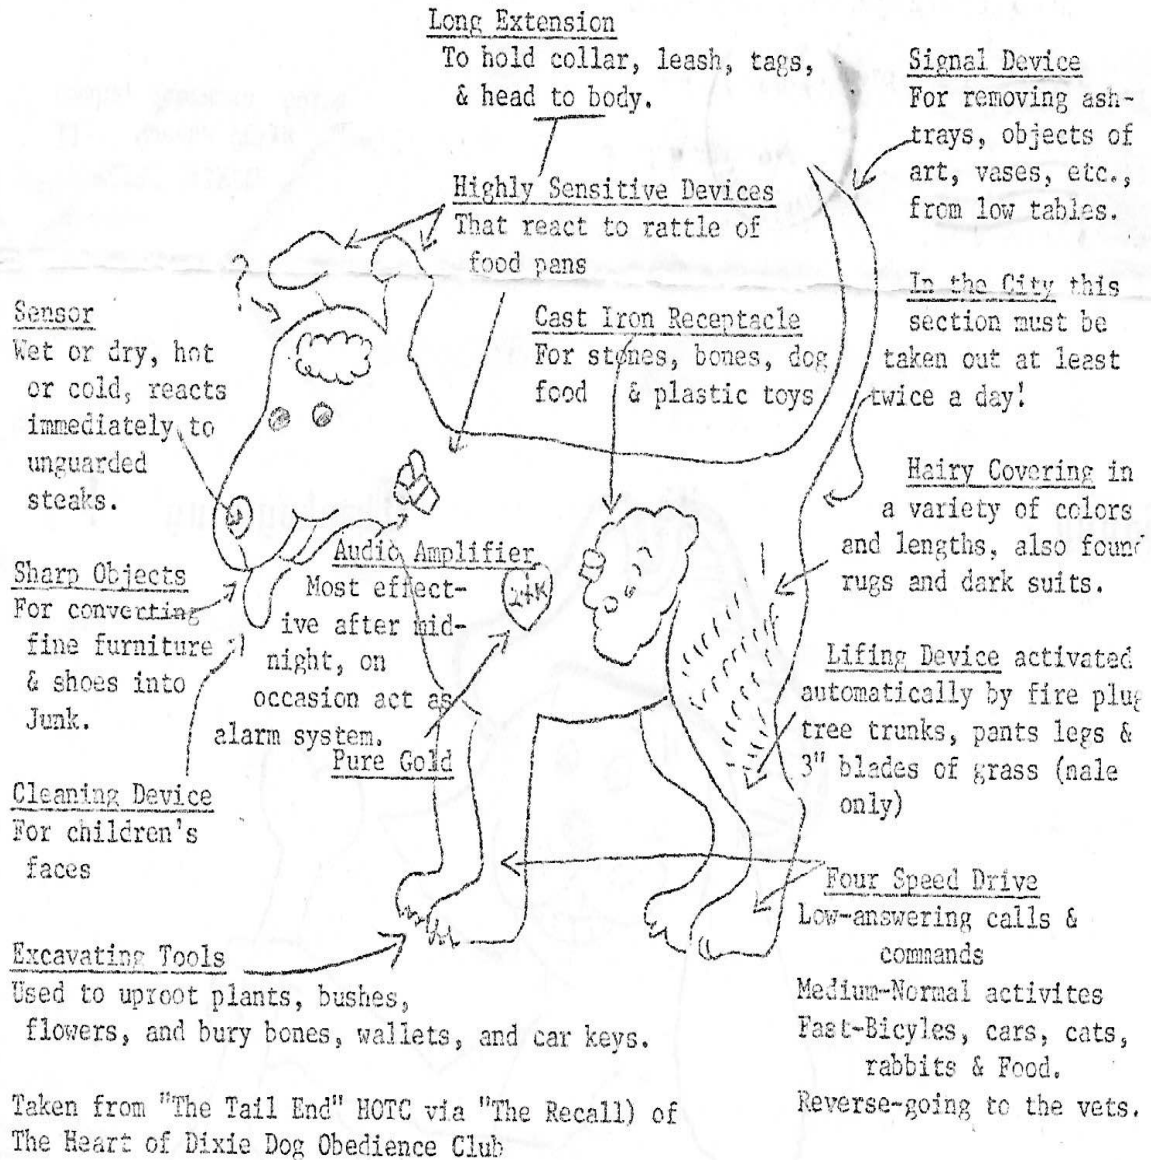 Long Extension
To hold collar, leash, tags,
& head to body.
Signal Device
For removing ash-
trays, objects of
art, vases, etc.,
from low tables.
Highly Sensitive Devices
That react to rattle of
food pans
?
In the City this
section must be
taken out at least
twice a day!
Sensor
Wet or dry, hot
or cold, reacts
immediately to
unguarded
steaks.
Cast Iron Receptacle
For stones, bones, dog
food & plastic toys
Hairy Covering in
a variety of colors
and lengths, also found
rugs and dark suits.
Sharp Objects
For converting
fine furniture
& shoes into
Junk.
Audio Amplifier
Most effect-
ive after mid-
night, on
occasion act as
alarm system.
24K
Pure Gold
Lifing Device activated
automatically by fire plug
tree trunks, pants legs &
3" blades of grass (nale
only)
Cleaning Device
For children's
faces
Four Speed Drive
Low-answering calls &
commands
Medium-Normal activites
Fast-Bicyles, cars, cats,
rabbits & Food.
Reverse-going to the vets.
Excavating Tools
Used to uproot plants, bushes,
flowers, and bury bones, wallets, and car keys.
Taken from "The Tail End" HOTC via "The Recall) of
The Heart of Dixie Dog Obedience Club